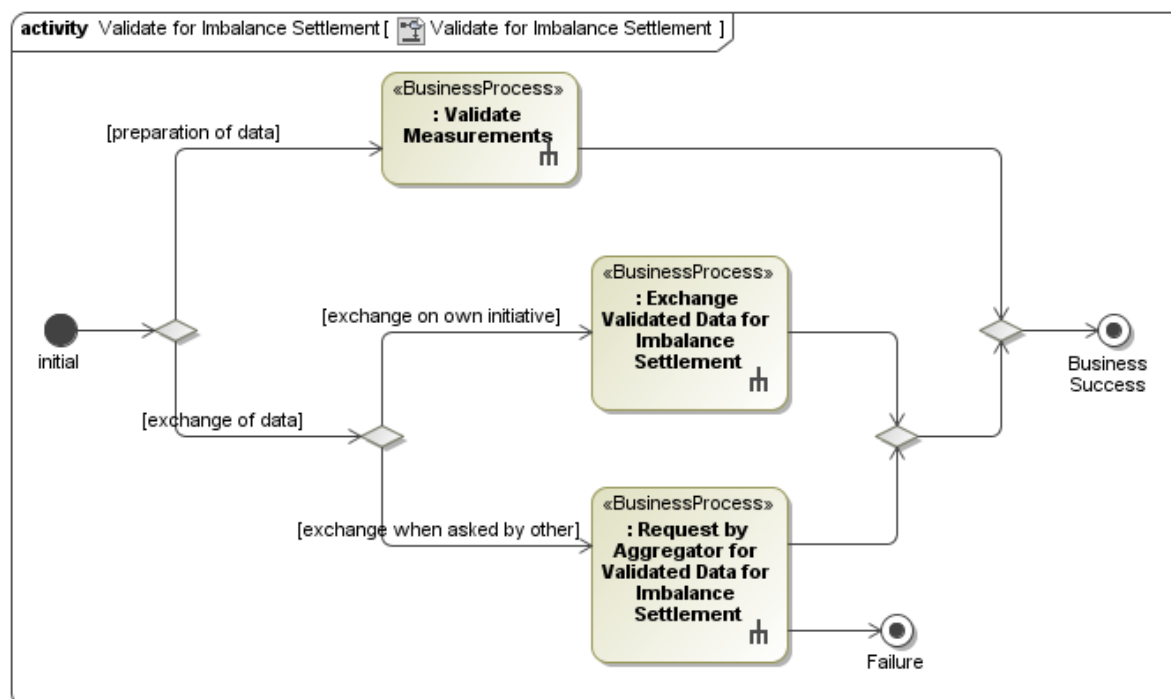 activity Validate for Imbalance Settlement [ Validate for Imbalance Settlement ]
«BusinessProcess»
: Validate
Measurements
[preparation of data]
«BusinessProcess»
: Exchange
Validated Data for
Imbalance
Settlement
[exchange on own initiative]
initial
Business
Success
[exchange of data]
«BusinessProcess»
: Request by
Aggregator for
Validated Data for
Imbalance
Settlement
[exchange when asked by other]
Failure